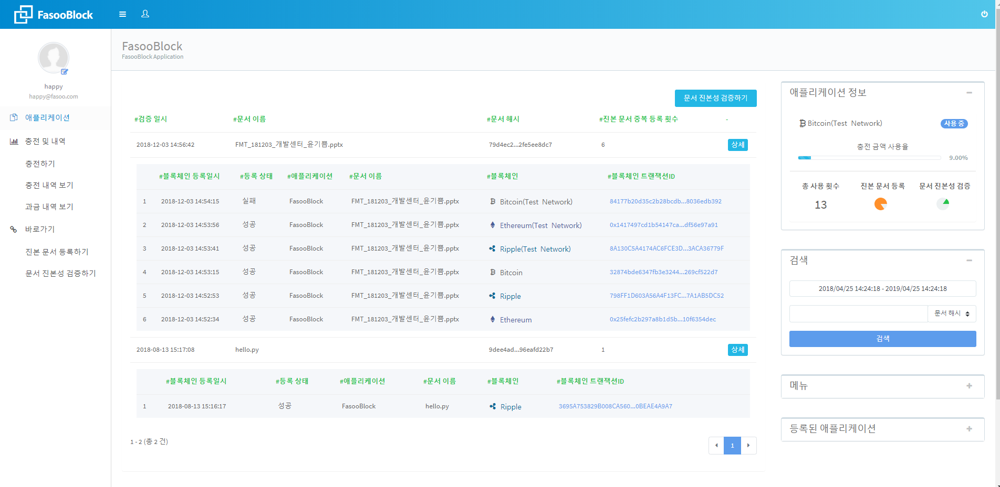 FasooBlock
happy
happy@fasoo.com
애플리케이션
충전 및 내역
충전하기
충전 내역 보기
과금 내역 보기
바로가기
진본 문서 등록하기
문서 진본성 검증하기
FasooBlock
FasooBlock Application
문서 진본성 검증하기
#검증 일시 #문서 이름 #문서 해시 #진본 문서 중복 등록 횟수 -
2018-12-03 14:56:42 FMT_181203_개발센터_윤기쁨.pptx 79d4ec2...2fe5ee8dc7 6 상세
#블록체인 등록일시 #등록 상태 #애플리케이션 #문서 이름 #블록체인 #블록체인 트랜잭션ID
1 2018-12-03 14:54:15 실패 FasooBlock FMT_181203_개발센터_윤기쁨.pptx Bitcoin(Test Network) 84177b20d35c2b28bcdb...8036edb392
2 2018-12-03 14:53:56 성공 FasooBlock FMT_181203_개발센터_윤기쁨.pptx Ethereum(Test Network) 0x1417497cd1b54147ca...df56e97a91
3 2018-12-03 14:53:41 성공 FasooBlock FMT_181203_개발센터_윤기쁨.pptx Ripple(Test Network) 8A130C5A4174AC6FCE3D...3ACA36779F
4 2018-12-03 14:53:15 성공 FasooBlock FMT_181203_개발센터_윤기쁨.pptx Bitcoin 32874bde6347fb3e3244...269cf522d7
5 2018-12-03 14:52:53 성공 FasooBlock FMT_181203_개발센터_윤기쁨.pptx Ripple 798FF1D603A56A4F13FC...7A1AB5DC52
6 2018-12-03 14:52:34 성공 FasooBlock FMT_181203_개발센터_윤기쁨.pptx Ethereum 0x25fefc2b297a8b1d5b...10f6354dec
2018-08-13 15:17:08 hello.py 9dee4ad...96eafd22b7 1 상세
#블록체인 등록일시 #등록 상태 #애플리케이션 #문서 이름 #블록체인 #블록체인 트랜잭션ID
1 2018-08-13 15:16:17 성공 FasooBlock hello.py Ripple 3695A753829B008CA560...0BEAE4A9A7
1 - 2 (총 2 건)
1
애플리케이션 정보
Bitcoin(Test Network) 사용 중
충전 금액 사용율
9.00%
총 사용 횟수 진본 문서 등록 문서 진본성 검증
13
검색
2018/04/25 14:24:18 - 2019/04/25 14:24:18
문서 해시
검색
메뉴
등록된 애플리케이션